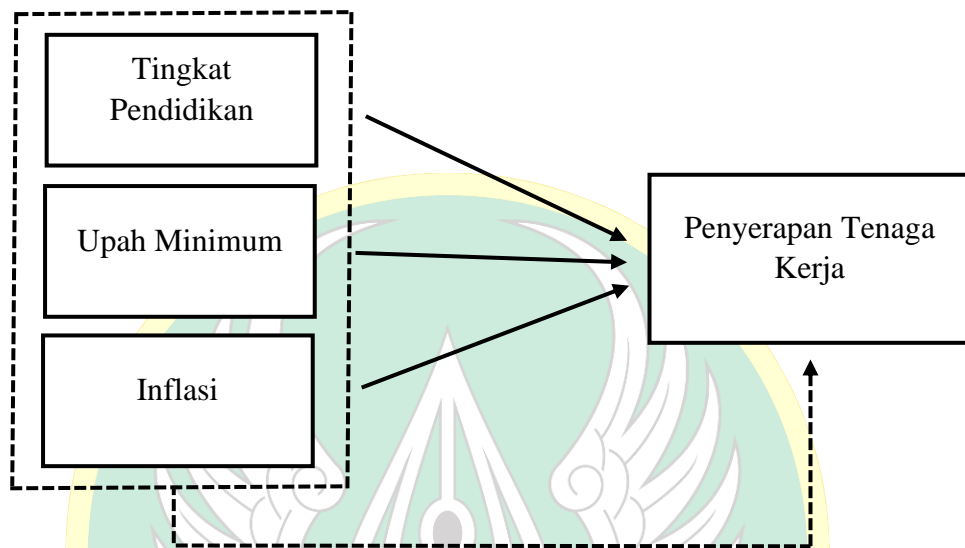 Tingkat
Pendidikan
Upah Minimum
Inflasi
Penyerapan Tenaga
Kerja